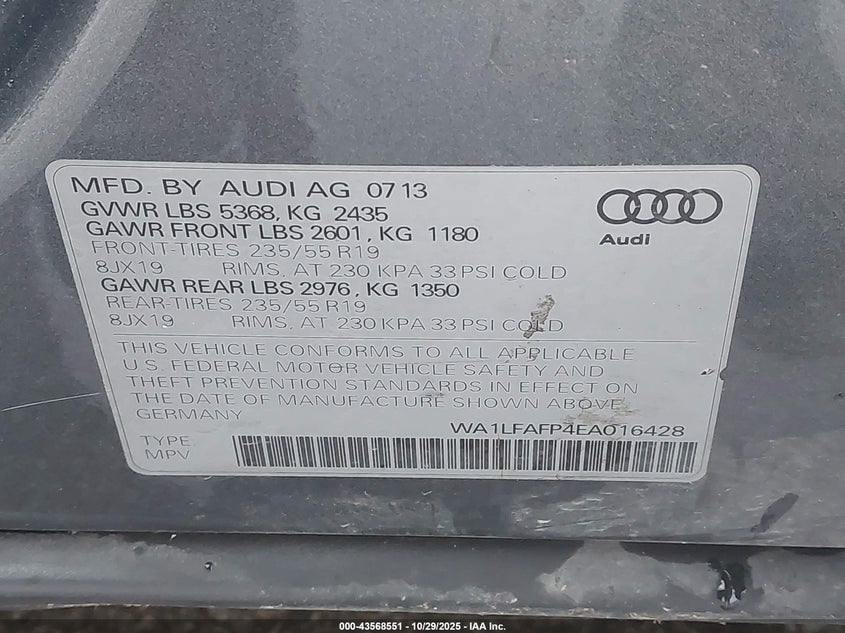 MFD. BY AUDI AG 0713
GVWR LBS 5368, KG 2435
GAWR FRONT LBS 2601, KG 1180
FRONT-TIRES 235/55 R19
8JX19 RIMS, AT 230 KPA 33 PSI COLD
GAWR REAR LBS 2976, KG 1350
REAR-TIRES 235/55 R19
8JX19 RIMS, AT 230 KPA 33 PSI COLD
Audi
THIS VEHICLE CONFORMS TO ALL APPLICABLE
U.S. FEDERAL MOTOR VEHICLE SAFETY AND
THEFT PREVENTION STANDARDS IN EFFECT ON
THE DATE OF MANUFACTURE SHOWN ABOVE
GERMANY
WA1LFAFP4EA016428
TYPE
MPV
000-43568551 - 10/29/2025 - IAA Inc.